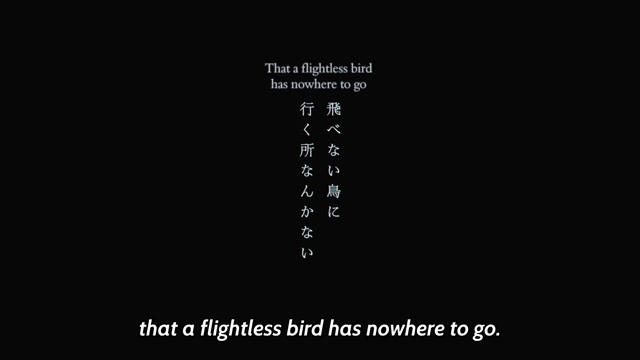 That a flightless bird
has nowhere to go
飛べない鳥に
行く所なんかない
that a flightless bird has nowhere to go.